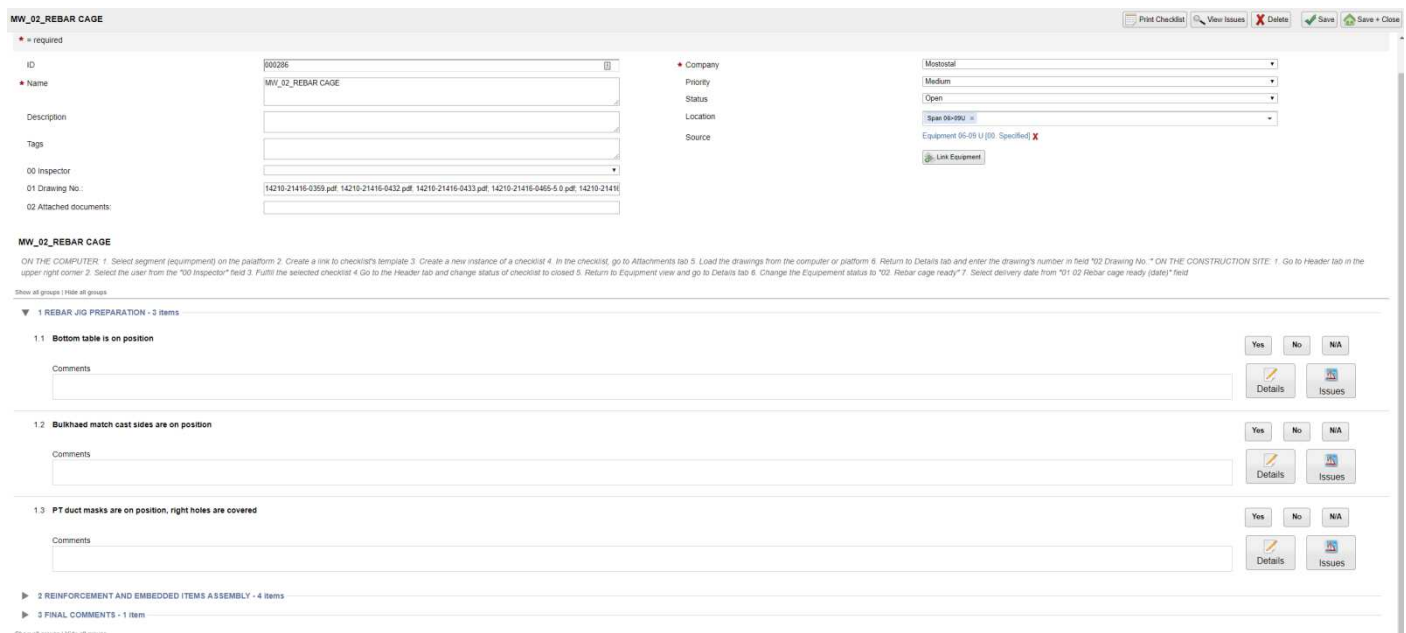 MW_02_REBAR CAGE
Print Checklist View Issues Delete Save Save + Close
* = required
ID 000286
* Name MW_02_REBAR CAGE
Description
Tags
00 Inspector
01 Drawing No.: 14210-21416-0359.pdf, 14210-21416-0432.pdf, 14210-21416-0433.pdf, 14210-21416-0465-5.0.pdf, 14210-2141
02 Attached documents:
* Company Mostostal
Priority Medium
Status Open
Location Span 06>09U ×
Source Equipment 06-09 U [00. Specified] X
Link Equipment
MW_02_REBAR CAGE
ON THE COMPUTER: 1. Select segment (equimpment) on the palatform 2. Create a link to checklist's template 3. Create a new instance of a checklist 4. In the checklist, go to Attachments tab 5. Load the drawings from the computer or platform 6. Return to Details tab and enter the drawing's number in field "02 Drawing No.:" ON THE CONSTRUCTION SITE: 1. Go to Header tab in the
upper right corner 2. Select the user from the "00 Inspector" field 3. Fulfill the selected checklist 4.Go to the Header tab and change status of checklist to closed 5. Return to Equipment view and go to Details tab 6. Change the Equipement status to "02. Rebar cage ready" 7. Select delivery date from "01.02 Rebar cage ready (date)" field
Show all groups | Hide all groups
1 REBAR JIG PREPARATION - 3 items
1.1 Bottom table is on position
Yes No N/A
Comments
Details Issues
1.2 Bulkhaed match cast sides are on position
Yes No N/A
Comments
Details Issues
1.3 PT duct masks are on position, right holes are covered
Yes No N/A
Comments
Details Issues
2 REINFORCEMENT AND EMBEDDED ITEMS ASSEMBLY - 4 items
3 FINAL COMMENTS - 1 item